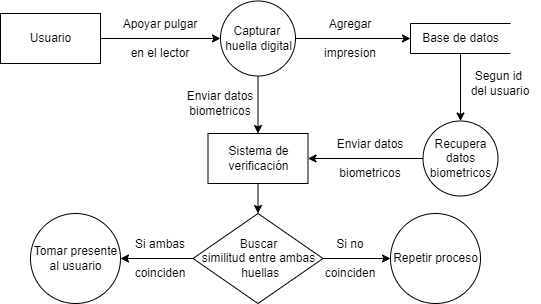 Usuario
Apoyar pulgar
en el lector
Capturar
huella digital
Agregar
impresion
Base de datos
Segun id
del usuario
Enviar datos
biometricos
Sistema de
verificación
Enviar datos
biometricos
Recupera
datos
biometricos
Tomar presente
al usuario
Si ambas
coinciden
Buscar
similitud entre ambas
huellas
Si no
coinciden
Repetir proceso